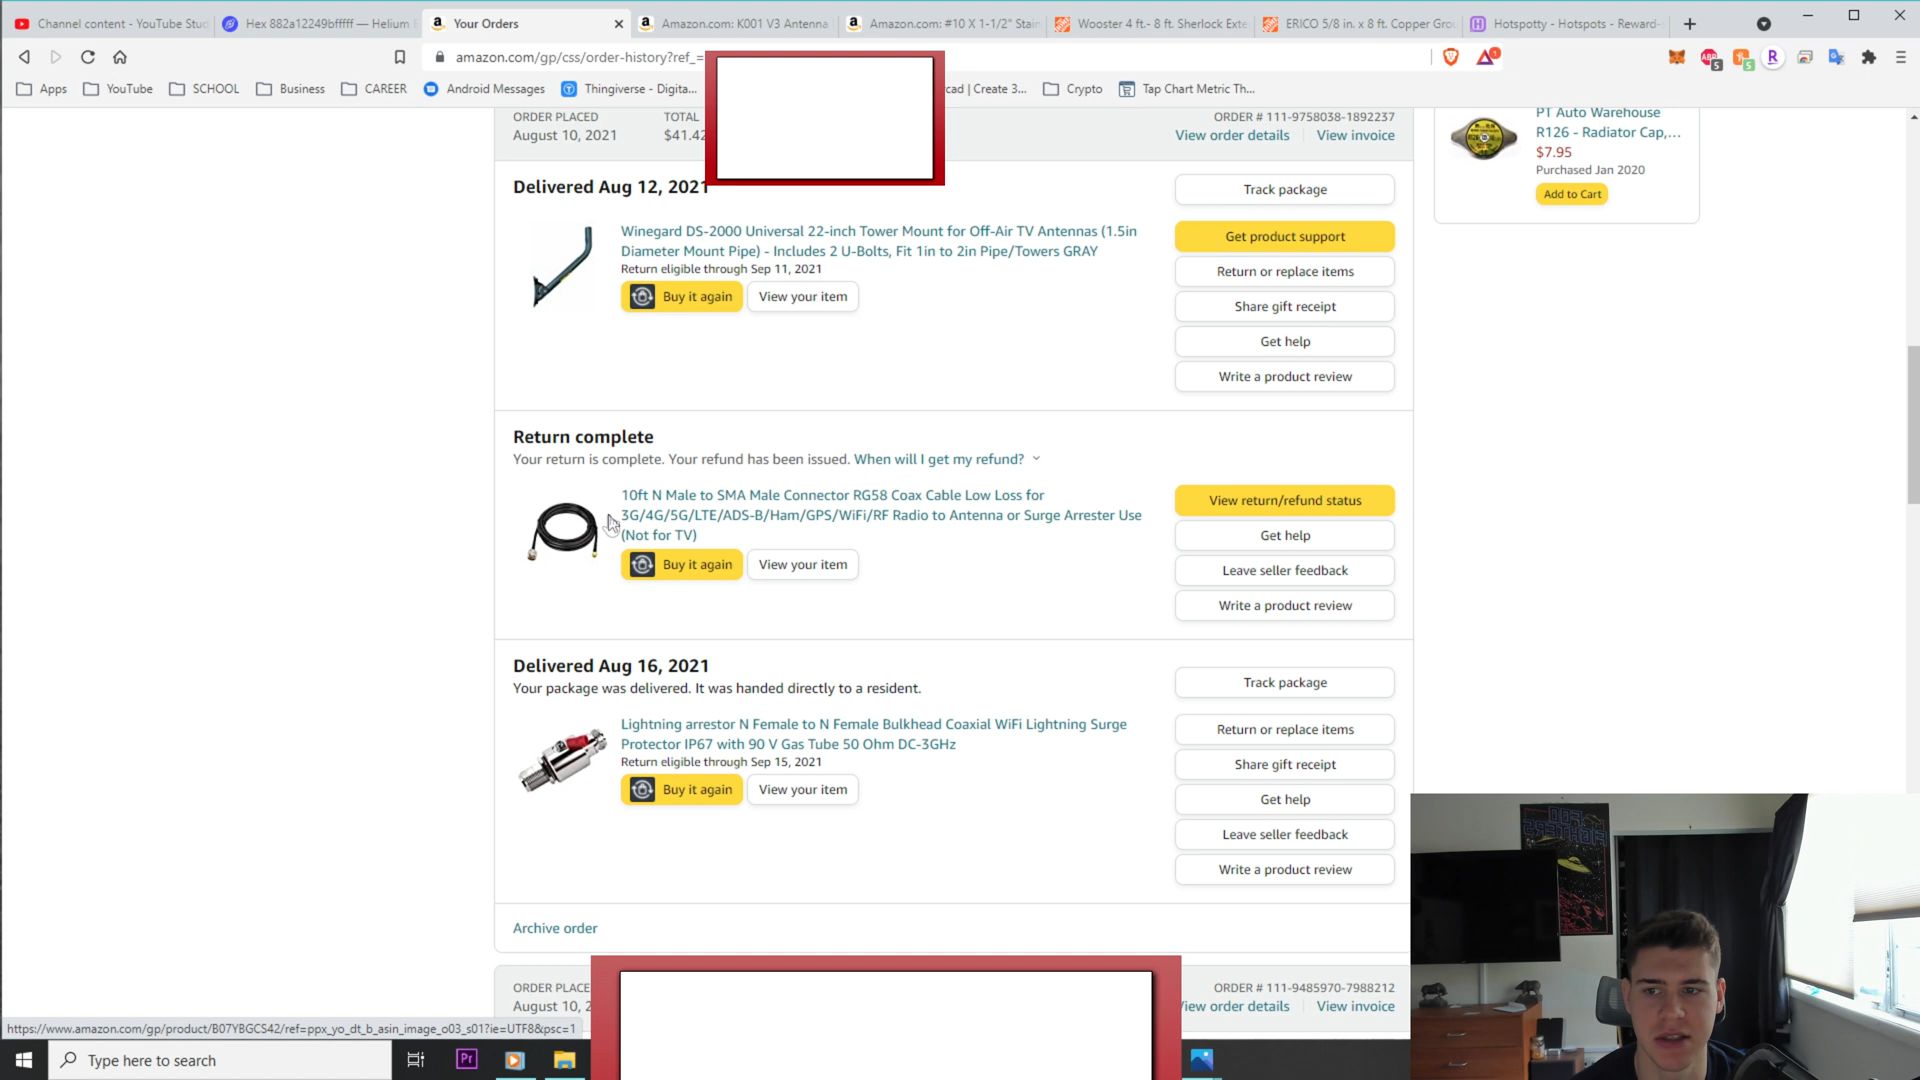 Channel content - YouTube Stud
Hex 882a12249bfffff — Helium
Your Orders
Amazon.com: K001 V3 Antenna
Amazon.com: #10 X 1-1/2" Stain
Wooster 4 ft.- 8 ft. Sherlock Exte
ERICO 5/8 in. x 8 ft. Copper Grou
Hotspotty - Hotspots - Reward-s
amazon.com/gp/css/order-history?ref_=
Apps
YouTube
SCHOOL
Business
CAREER
Android Messages
Thingiverse - Digita...
cad | Create 3...
Crypto
Tap Chart Metric Th...
ORDER PLACED
TOTAL
ORDER # 111-9758038-1892237
August 10, 2021
$41.42
View order details
View invoice
PT Auto Warehouse
R126 - Radiator Cap,...
$7.95
Purchased Jan 2020
Add to Cart
Delivered Aug 12, 2021
Track package
Winegard DS-2000 Universal 22-inch Tower Mount for Off-Air TV Antennas (1.5in
Diameter Mount Pipe) - Includes 2 U-Bolts, Fit 1in to 2in Pipe/Towers GRAY
Return eligible through Sep 11, 2021
Buy it again
View your item
Get product support
Return or replace items
Share gift receipt
Get help
Write a product review
Return complete
Your return is complete. Your refund has been issued. When will I get my refund?
10ft N Male to SMA Male Connector RG58 Coax Cable Low Loss for
3G/4G/5G/LTE/ADS-B/Ham/GPS/WiFi/RF Radio to Antenna or Surge Arrester Use
(Not for TV)
Buy it again
View your item
View return/refund status
Get help
Leave seller feedback
Write a product review
Delivered Aug 16, 2021
Your package was delivered. It was handed directly to a resident.
Track package
Lightning arrestor N Female to N Female Bulkhead Coaxial WiFi Lightning Surge
Protector IP67 with 90 V Gas Tube 50 Ohm DC-3GHz
Return eligible through Sep 15, 2021
Buy it again
View your item
Return or replace items
Share gift receipt
Get help
Leave seller feedback
Write a product review
Archive order
ORDER PLACE
ORDER # 111-9485970-7988212
August 10, 2
View order details
View invoice
https://www.amazon.com/gp/product/B07YBGCS42/ref=ppx_yo_dt_b_asin_image_o03_s01?ie=UTF8&psc=1
Type here to search
Pr
FOO
FIGHTERS